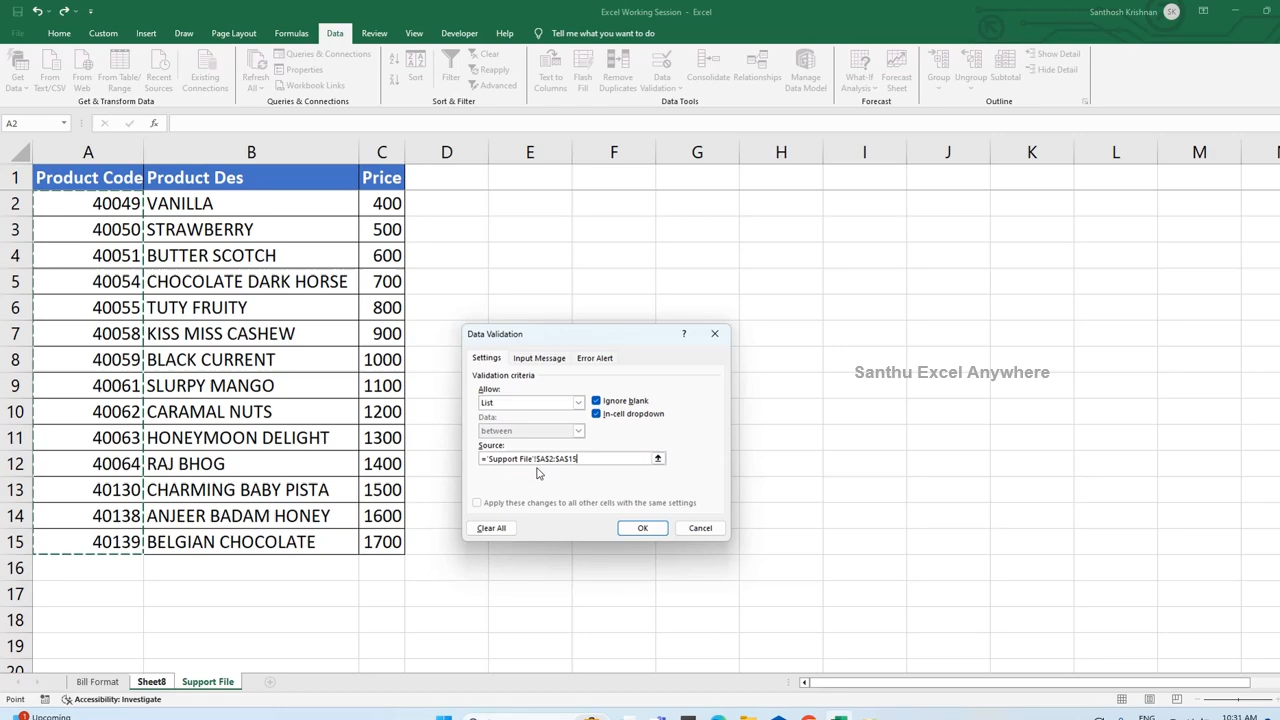 Excel Working Session - Excel
Santhosh Krishnan
SK
File
Home
Custom
Insert
Draw
Page Layout
Formulas
Data
Review
View
Developer
Help
Tell me what you want to do
Get Data
From Text/CSV
From Web
From Table/ Range
Recent Sources
Existing Connections
Get & Transform Data
Refresh All
Queries & Connections
Properties
Workbook Links
Queries & Connections
Sort
Filter
Clear
Reapply
Advanced
Sort & Filter
Text to Columns
Flash Fill
Remove Duplicates
Data Validation
Consolidate
Relationships
Manage Data Model
Data Tools
What-If Analysis
Forecast Sheet
Forecast
Group
Ungroup
Subtotal
Show Detail
Hide Detail
Outline
A2
fx
A B C D E F G H I J K L M
1 Product Code Product Des Price
2 40049 VANILLA 400
3 40050 STRAWBERRY 500
4 40051 BUTTER SCOTCH 600
5 40054 CHOCOLATE DARK HORSE 700
6 40055 TUTY FRUITY 800
7 40058 KISS MISS CASHEW 900
8 40059 BLACK CURRENT 1000
9 40061 SLURPY MANGO 1100
10 40062 CARAMAL NUTS 1200
11 40063 HONEYMOON DELIGHT 1300
12 40064 RAJ BHOG 1400
13 40130 CHARMING BABY PISTA 1500
14 40138 ANJEER BADAM HONEY 1600
15 40139 BELGIAN CHOCOLATE 1700
16
17
18
19
20
Data Validation
?
Settings
Input Message
Error Alert
Validation criteria
Allow:
List
Ignore blank
In-cell dropdown
Data:
between
Source:
='Support File'!$A$2:$A$15
Apply these changes to all other cells with the same settings
Clear All
OK
Cancel
Santhu Excel Anywhere
Bill Format
Sheet8
Support File
Point
Accessibility: Investigate
1
Upcoming
ENG
10:31 AM